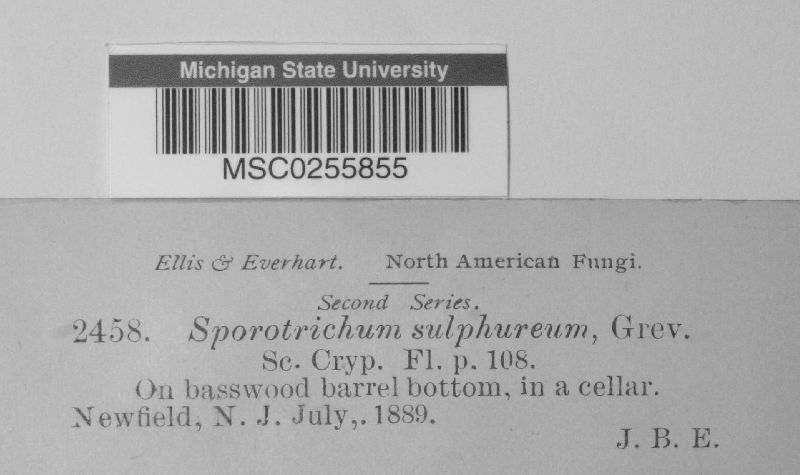 Michigan State University
MSC0255855
Ellis & Everhart. North American Fungi.
Second Series.
2458. Sporotrichum sulphureum, Grev.
Sc. Cryp. Fl. p. 108.
On basswood barrel bottom, in a cellar.
Newfield, N. J. July,. 1889.
J. B. E.